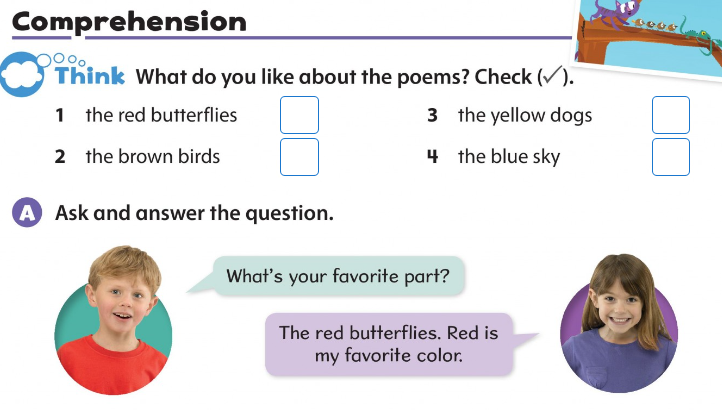 Comprehension
Think What do you like about the poems? Check (✓).
1 the red butterflies
2 the brown birds
3 the yellow dogs
4 the blue sky
A Ask and answer the question.
What's your favorite part?
The red butterflies. Red is
my favorite color.